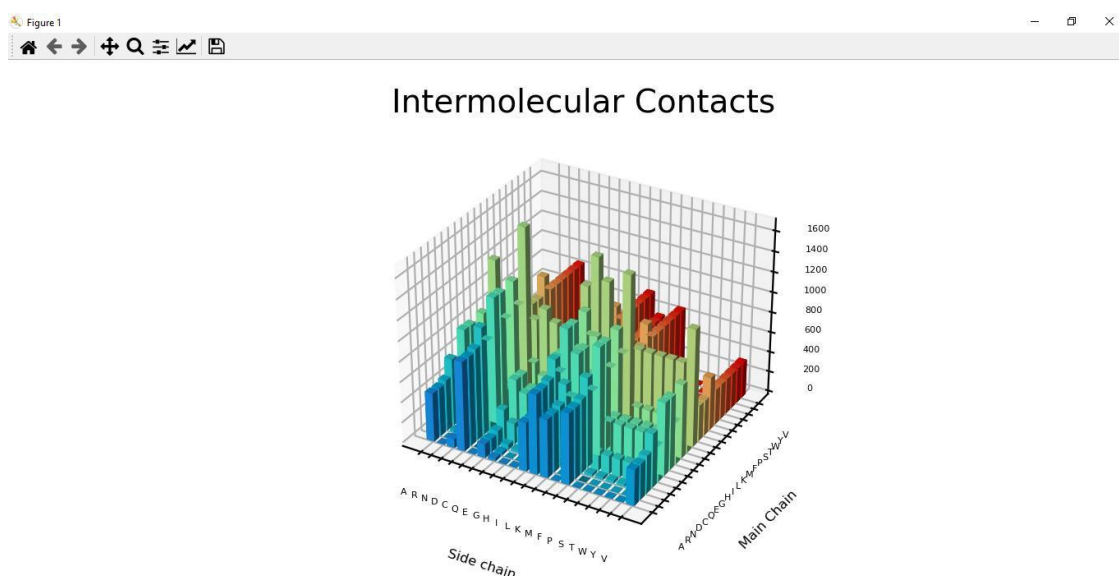 Figure 1
Intermolecular Contacts
1600
1400
1200
1000
800
600
400
200
0
A R N D C Q E G H I L K M F P S T W Y V
Side chain
A R N D C Q E G H I L K M F P S T W Y V
Main Chain